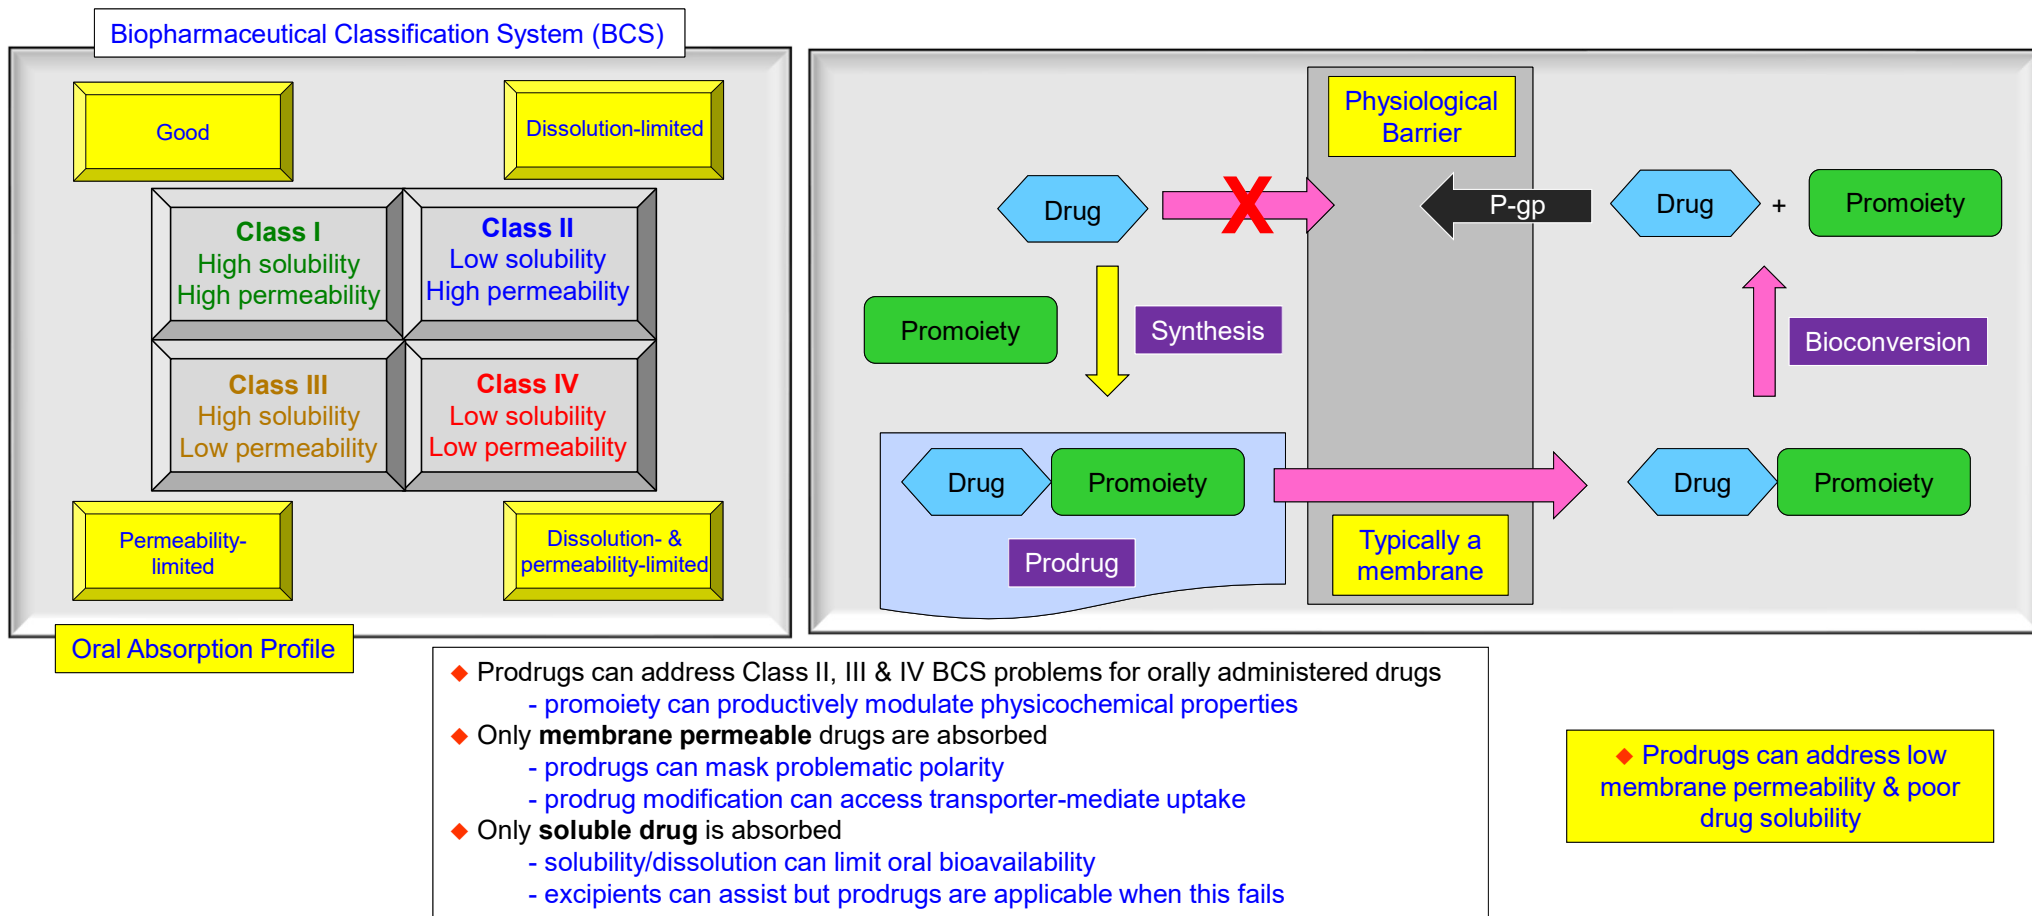 Biopharmaceutical Classification System (BCS)
Good
Dissolution-limited
Class I
High solubility
High permeability
Class II
Low solubility
High permeability
Class III
High solubility
Low permeability
Class IV
Low solubility
Low permeability
Permeability-
limited
Dissolution- &
permeability-limited
Oral Absorption Profile
Physiological
Barrier
Drug
X
P-gp
Drug
+
Promoiety
Promoiety
Synthesis
Bioconversion
Drug
Promoiety
Prodrug
Typically a
membrane
Drug
Promoiety
◆ Prodrugs can address Class II, III & IV BCS problems for orally administered drugs
- promoiety can productively modulate physicochemical properties
◆ Only membrane permeable drugs are absorbed
- prodrugs can mask problematic polarity
- prodrug modification can access transporter-mediate uptake
◆ Only soluble drug is absorbed
- solubility/dissolution can limit oral bioavailability
- excipients can assist but prodrugs are applicable when this fails
◆ Prodrugs can address low
membrane permeability & poor
drug solubility